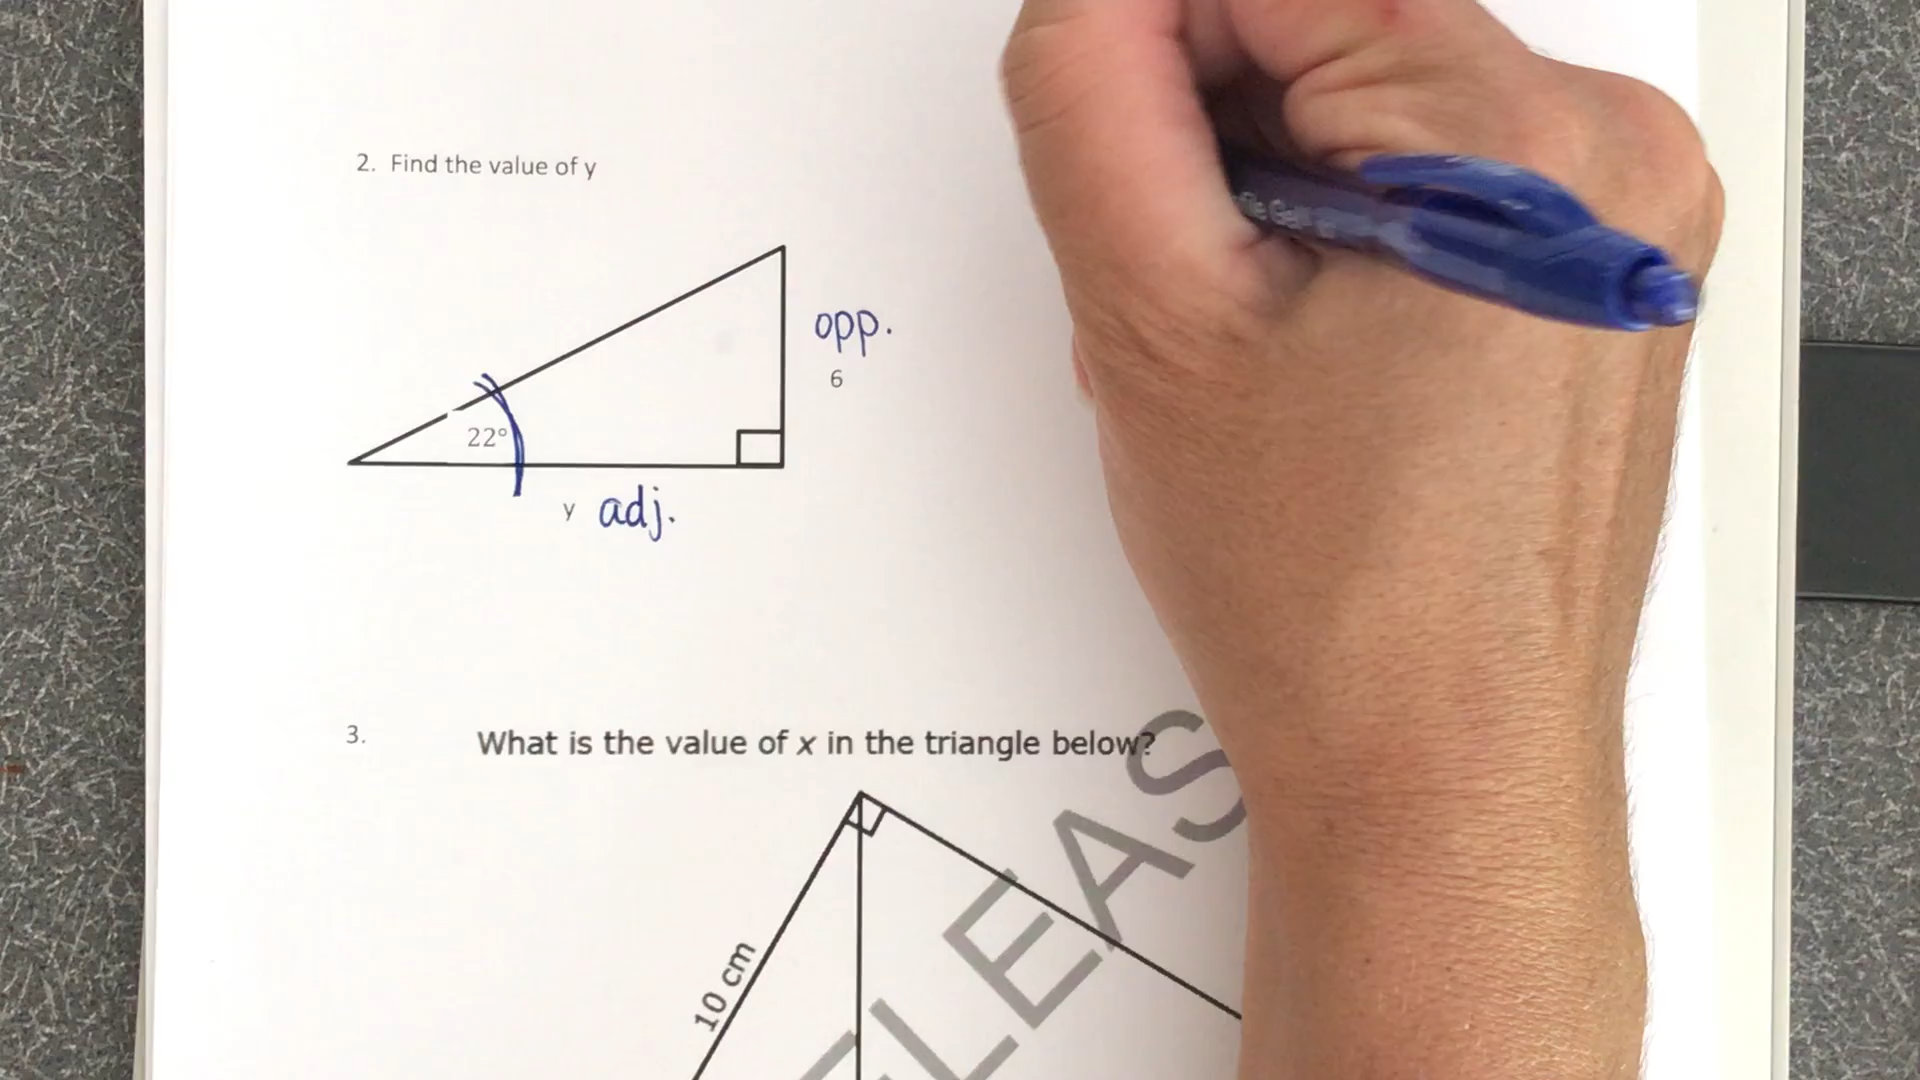 2. Find the value of y
opp.
6
22°
y adj.
3. What is the value of x in the triangle below?
10 cm